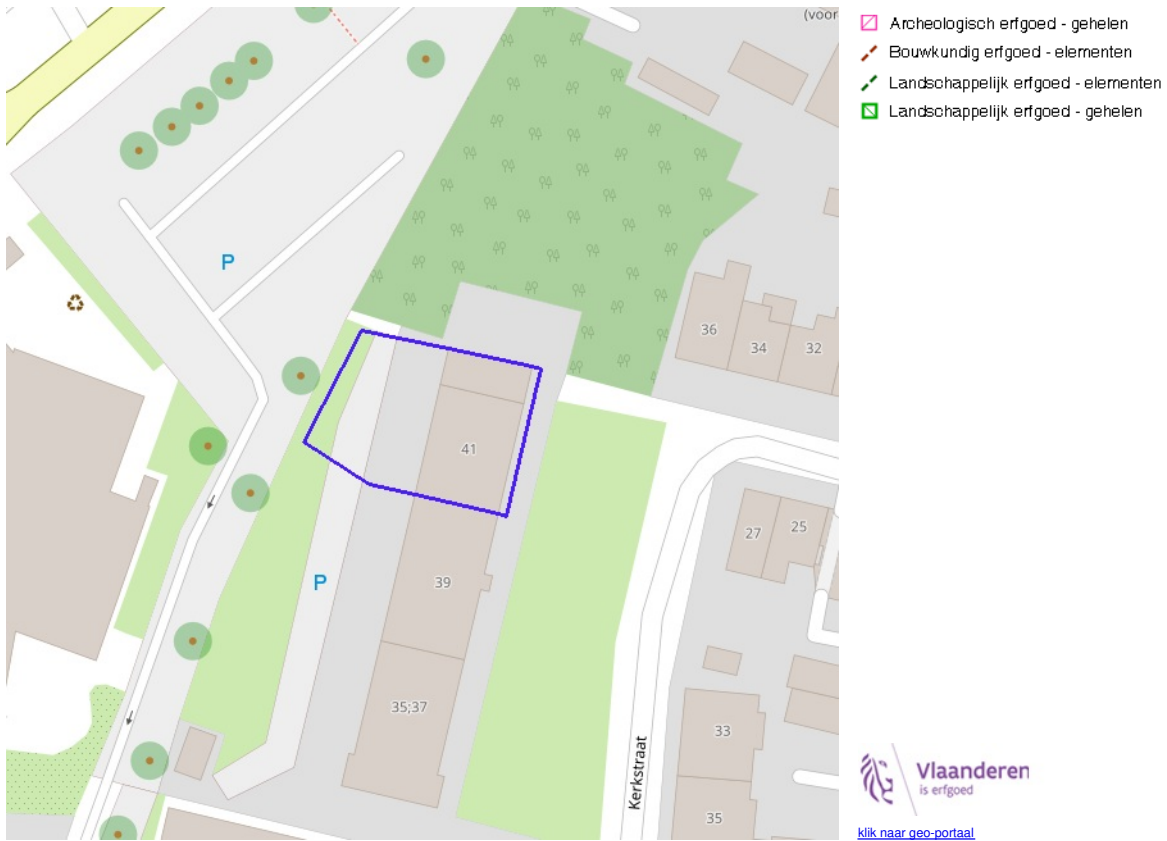 (voor
Archeologisch erfgoed - gehelen
Bouwkundig erfgoed - elementen
Landschappelijk erfgoed - elementen
Landschappelijk erfgoed - gehelen
P
36
34
32
41
27
25
39
P
35;37
33
35
Kerkstraat
Vlaanderen
is erfgoed
klik naar geo-portaal